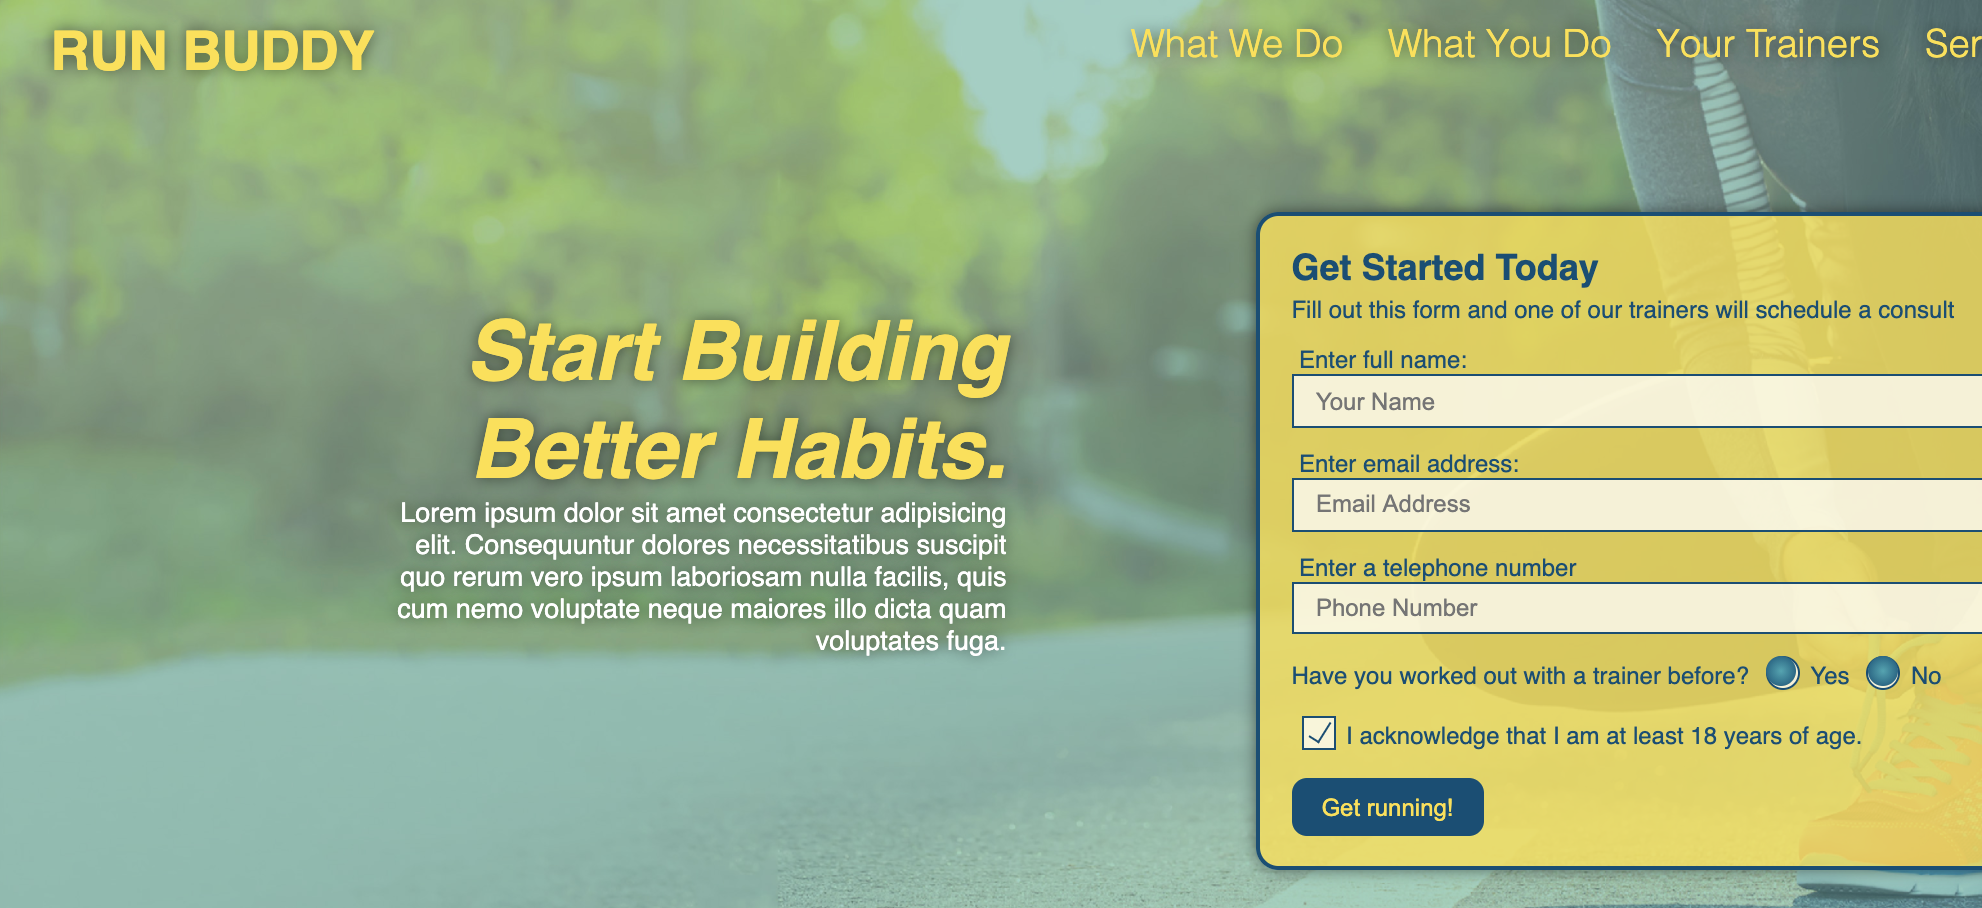 RUN BUDDY
What We Do What You Do Your Trainers Ser
Start Building
Better Habits.
Lorem ipsum dolor sit amet consectetur adipisicing
elit. Consequuntur dolores necessitatibus suscipit
quo rerum vero ipsum laboriosam nulla facilis, quis
cum nemo voluptate neque maiores illo dicta quam
voluptates fuga.
Get Started Today
Fill out this form and one of our trainers will schedule a consult
Enter full name:
Your Name
Enter email address:
Email Address
Enter a telephone number
Phone Number
Have you worked out with a trainer before? Yes No
I acknowledge that I am at least 18 years of age.
Get running!